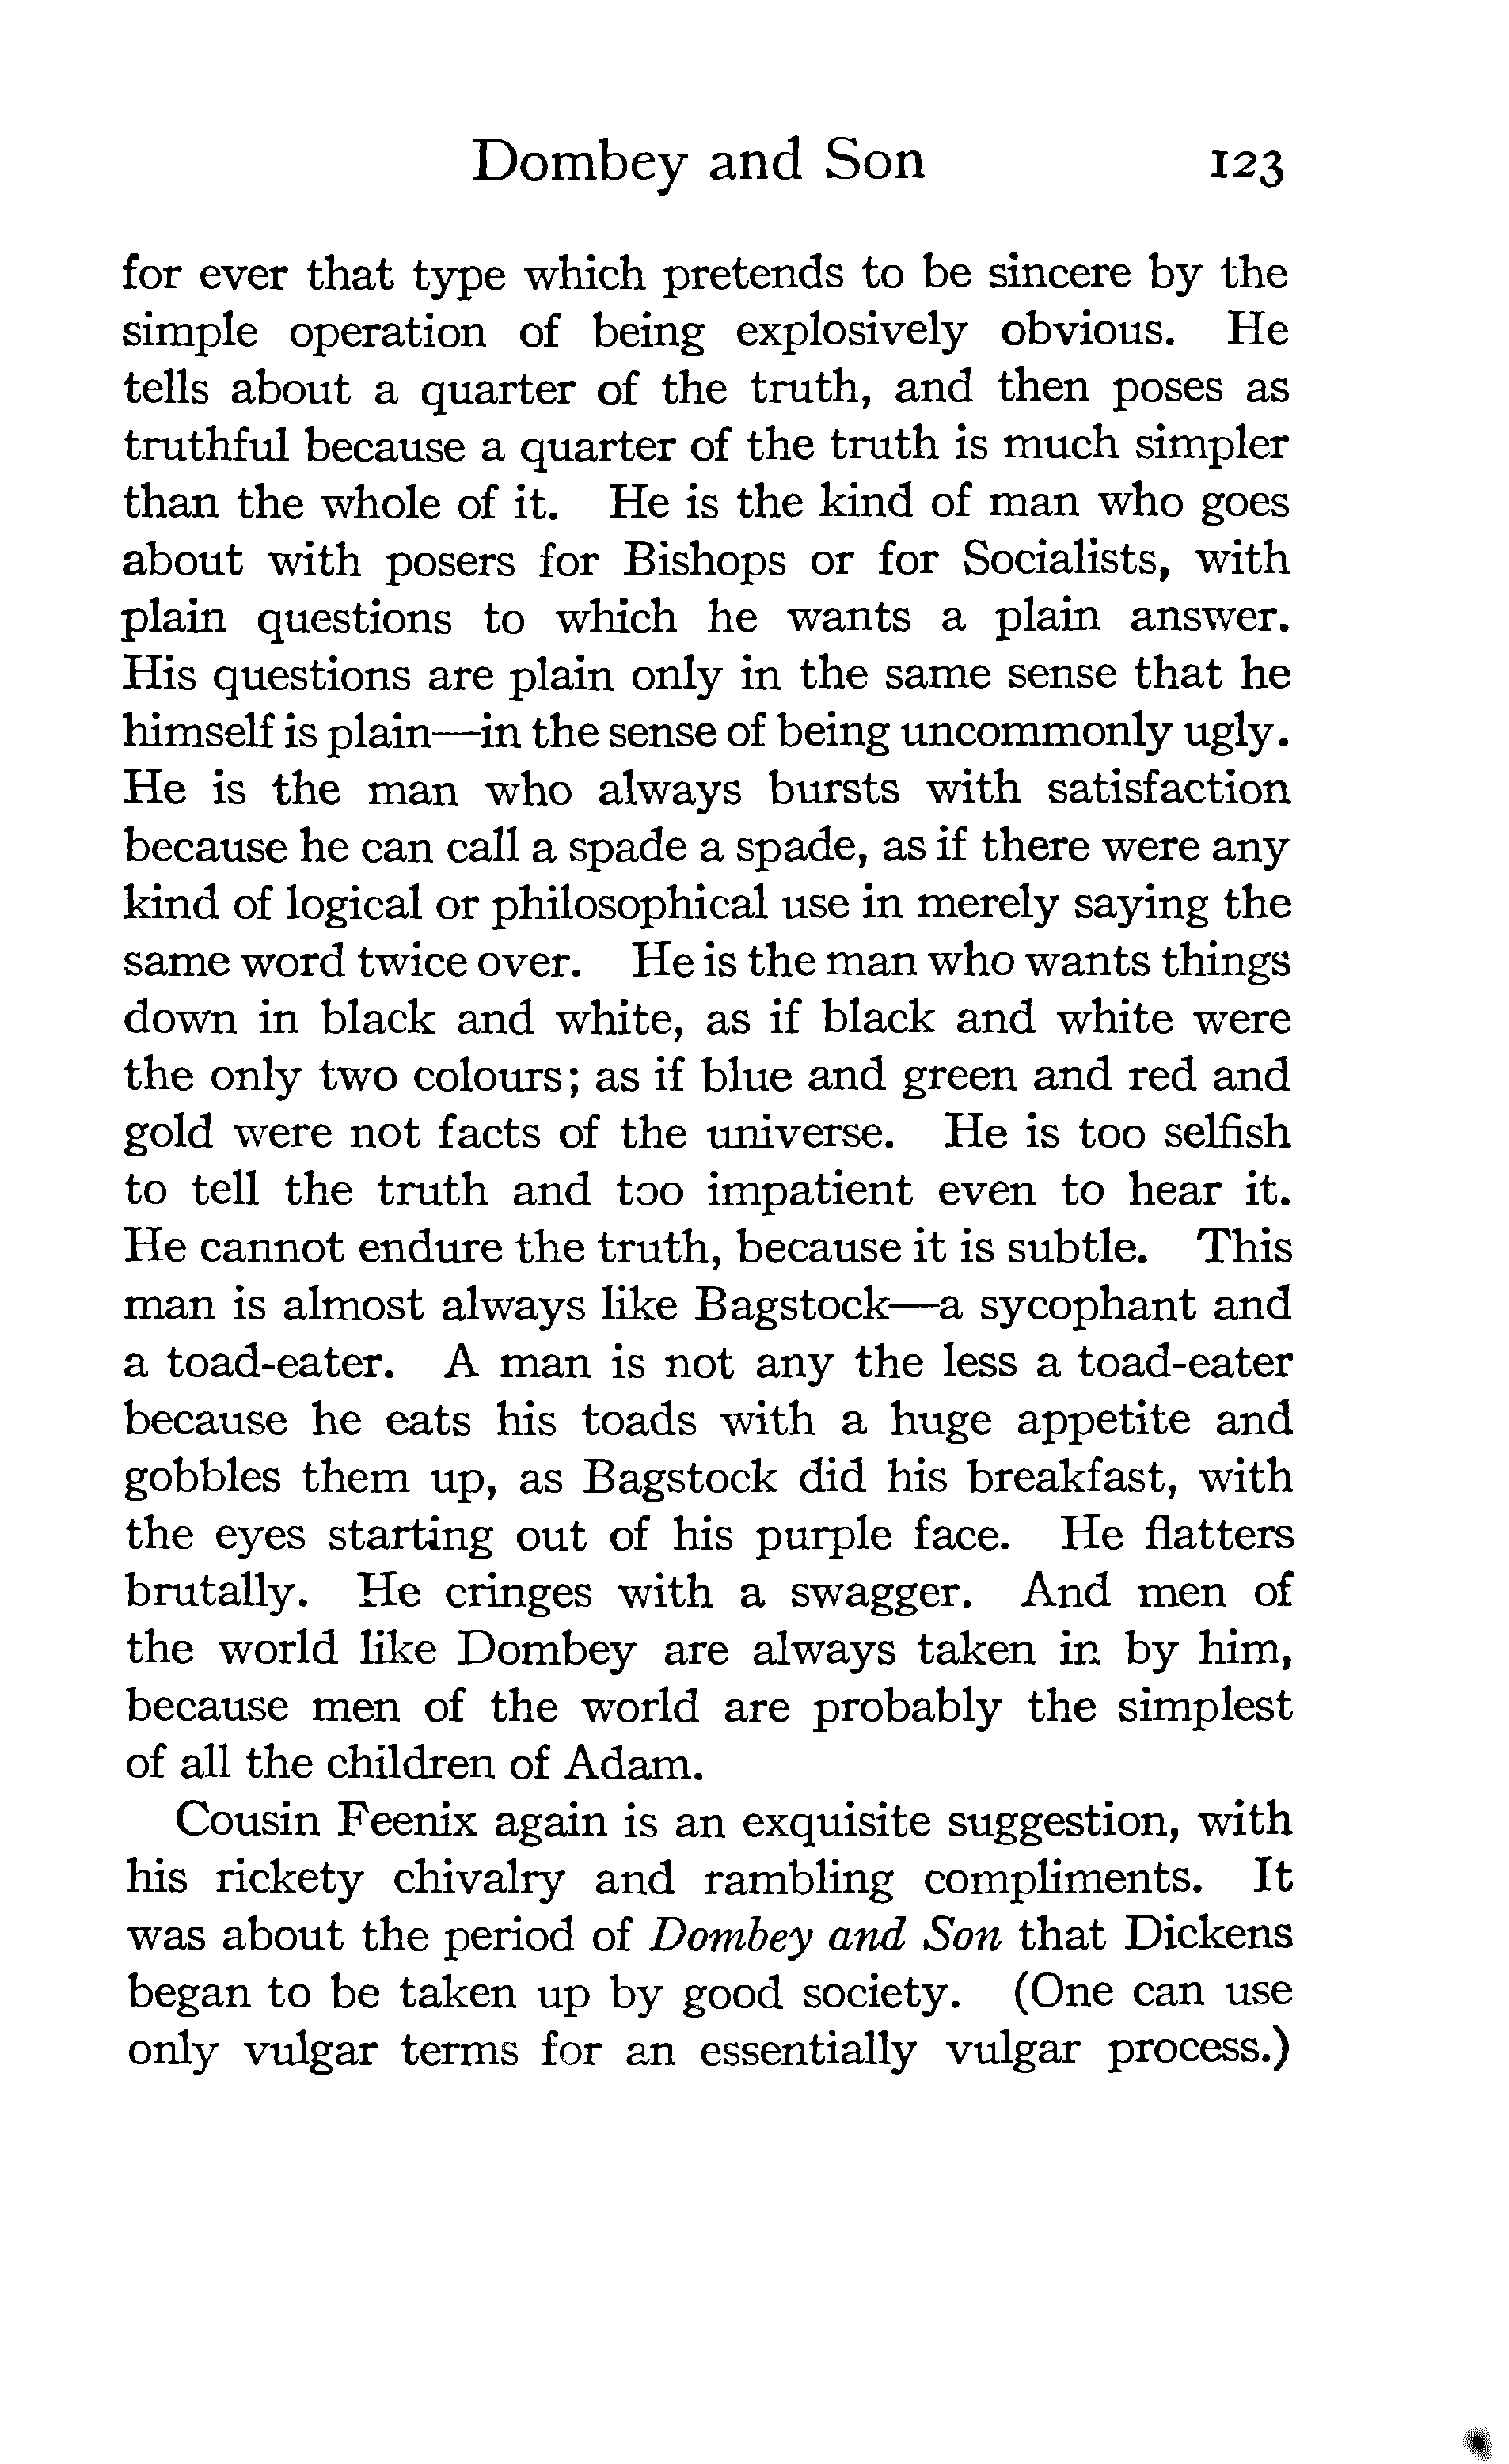 Dombey and Son 123
for ever that type which pretends to be sincere by the
simple operation of being explosively obvious. He
tells about a quarter of the truth, and then poses as
truthful because a quarter of the truth is much simpler
than the whole of it. He is the kind of man who goes
about with posers for Bishops or for Socialists, with
plain questions to which he wants a plain answer.
His questions are plain only in the same sense that he
himself is plain—in the sense of being uncommonly ugly.
He is the man who always bursts with satisfaction
because he can call a spade a spade, as if there were any
kind of logical or philosophical use in merely saying the
same word twice over. He is the man who wants things
down in black and white, as if black and white were
the only two colours; as if blue and green and red and
gold were not facts of the universe. He is too selfish
to tell the truth and too impatient even to hear it.
He cannot endure the truth, because it is subtle. This
man is almost always like Bagstock—a sycophant and
a toad-eater. A man is not any the less a toad-eater
because he eats his toads with a huge appetite and
gobbles them up, as Bagstock did his breakfast, with
the eyes starting out of his purple face. He flatters
brutally. He cringes with a swagger. And men of
the world like Dombey are always taken in by him,
because men of the world are probably the simplest
of all the children of Adam.
Cousin Feenix again is an exquisite suggestion, with
his rickety chivalry and rambling compliments. It
was about the period of Dombey and Son that Dickens
began to be taken up by good society. (One can use
only vulgar terms for an essentially vulgar process.)